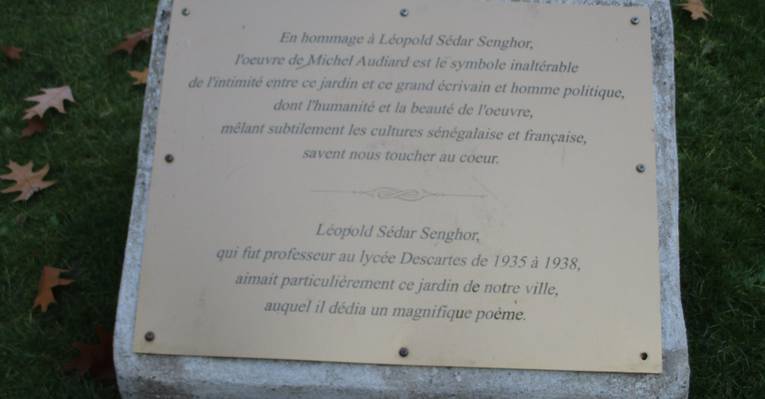 En hommage à Léopold Sédar Senghor,
l'oeuvre de Michel Audiard est le symbole inaltérable
de l'intimité entre ce jardin et ce grand écrivain et homme politique,
dont l'humanité et la beauté de l'oeuvre,
mêlant subtilement les cultures sénégalaise et française,
savent nous toucher au coeur.
Léopold Sédar Senghor,
qui fut professeur au lycée Descartes de 1935 à 1938,
aimait particulièrement ce jardin de notre ville,
auquel il dédia un magnifique poème.